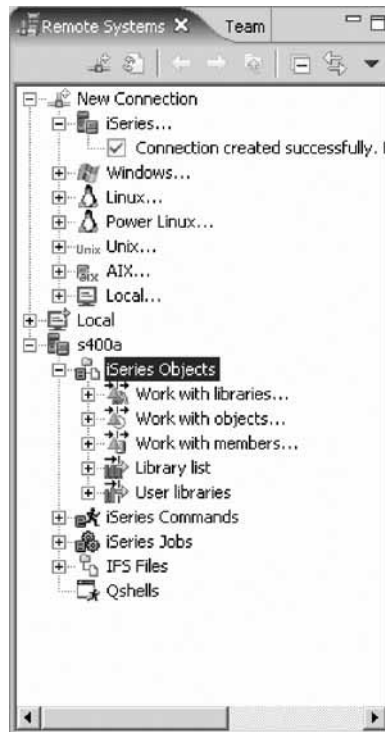 Remote Systems
Team
New Connection
iSeries...
Connection created successfully.
Windows...
Linux...
Power Linux...
Unix Unix...
aix AIX...
Local...
Local
s400a
iSeries Objects
Work with libraries...
Work with objects...
Work with members...
Library list
User libraries
iSeries Commands
iSeries Jobs
IFS Files
Qshells